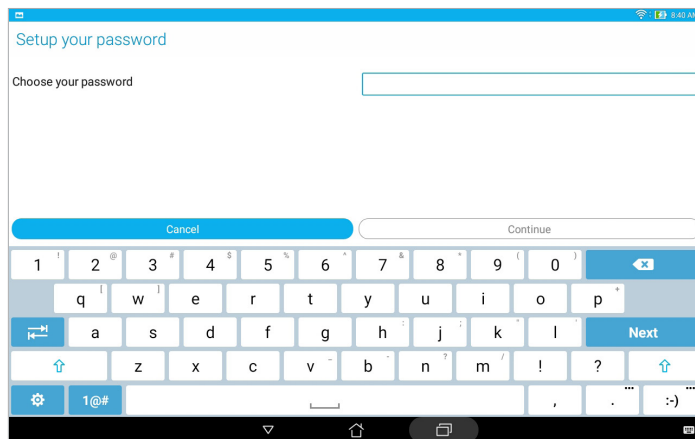 8:40 AM
Setup your password
Choose your password
Cancel
Continue
1 ! 2 @ 3 # 4 $ 5 % 6 ^ 7 & 8 * 9 ( 0 )
q [ w ] e r t y u i o p +
a s d f g h : j ; k " l ' Next
z x c v _ b - n ? m / ! ?
1@# , . ... :-) ...